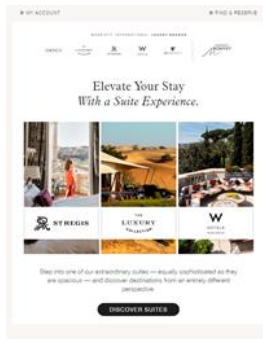 MY ACCOUNT
FIND & RESERVE
MARRIOTT INTERNATIONAL LUXURY BRANDS
Elevate Your Stay
With a Suite Experience.
ST REGIS
THE
LUXURY
COLLECTION
W
HOTELS
Step into one of our extraordinary suites — equally sophisticated as they
are spacious — and discover destinations from an entirely different
perspective
DISCOVER SUITES